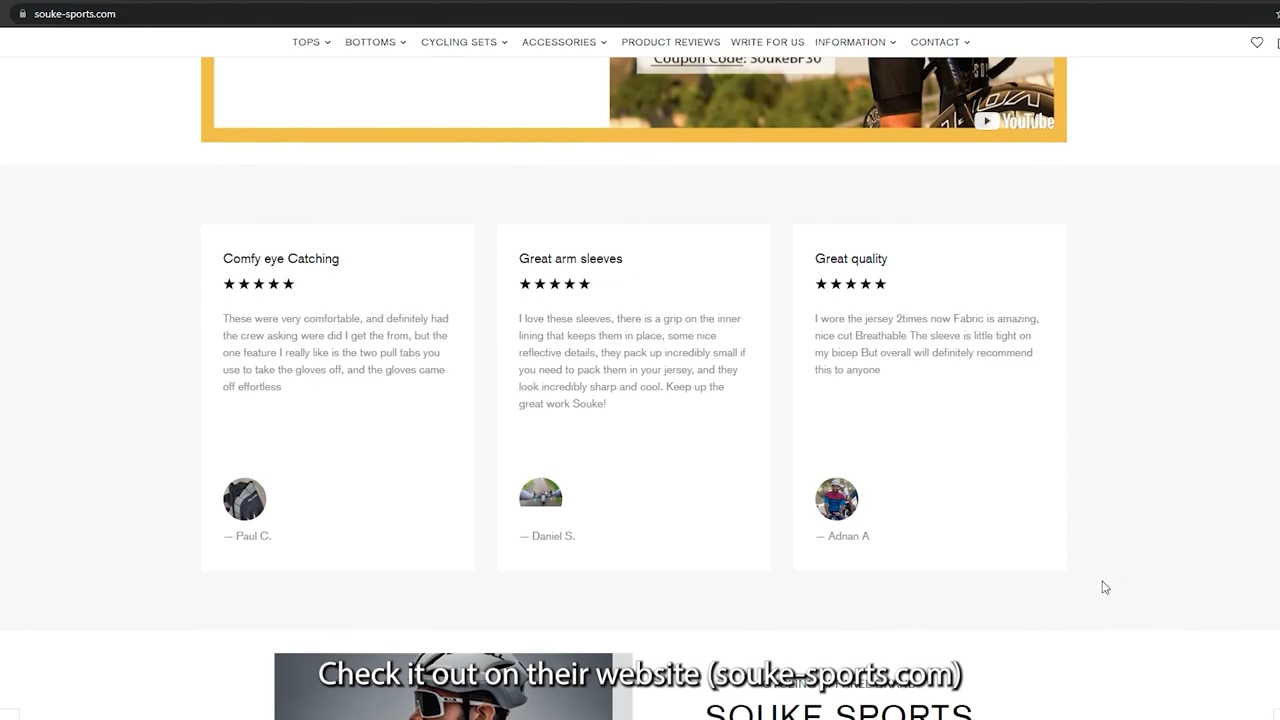 souke-sports.com
TOPS BOTTOMS CYCLING SETS ACCESSORIES PRODUCT REVIEWS WRITE FOR US INFORMATION CONTACT
Coupon Code: SoukeBF30
YouTube
Comfy eye Catching
★★★★★
These were very comfortable, and definitely had
the crew asking were did I get the from, but the
one feature I really like is the two pull tabs you
use to take the gloves off, and the gloves came
off effortless
— Paul C.
Great arm sleeves
★★★★★
I love these sleeves, there is a grip on the inner
lining that keeps them in place, some nice
reflective details, they pack up incredibly small if
you need to pack them in your jersey, and they
look incredibly sharp and cool. Keep up the
great work Souke!
— Daniel S.
Great quality
★★★★★
I wore the jersey 2times now Fabric is amazing,
nice cut Breathable The sleeve is little tight on
my bicep But overall will definitely recommend
this to anyone
— Adnan A
Check it out on their website (souke-sports.com)
SOUKE SPORTS